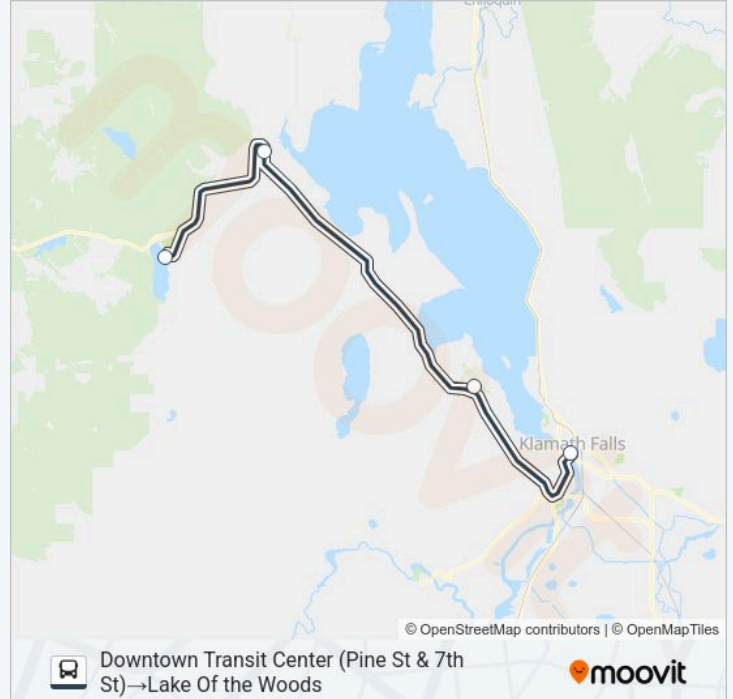 Chiloquin
Klamath Falls
© OpenStreetMap contributors | © OpenMapTiles
Downtown Transit Center (Pine St & 7th
St)→Lake Of the Woods
moovit